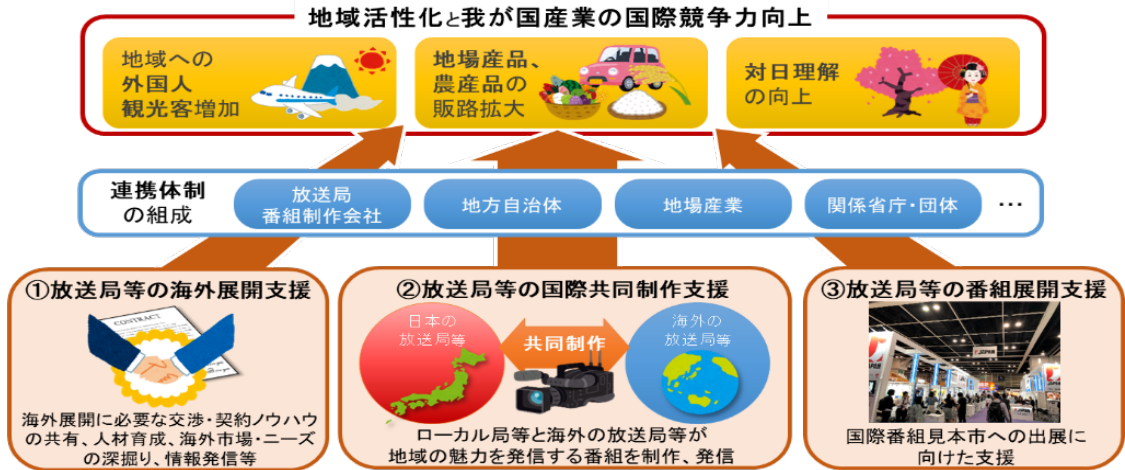 地域活性化と我が国産業の国際競争力向上
地域への
外国人
観光客増加
地場産品、
農産品の
販路拡大
対日理解
の向上
連携体制
の組成
放送局
番組制作会社
地方自治体
地場産業
関係省庁・団体
…
①放送局等の海外展開支援
CONTRACT
海外展開に必要な交渉・契約ノウハウ
の共有、人材育成、海外市場・ニーズ
の深掘り、情報発信等
②放送局等の国際共同制作支援
日本の
放送局等
共同制作
海外の
放送局等
ローカル局等と海外の放送局等が
地域の魅力を発信する番組を制作、発信
③放送局等の番組展開支援
JAPAN
国際番組見本市への出展に
向けた支援